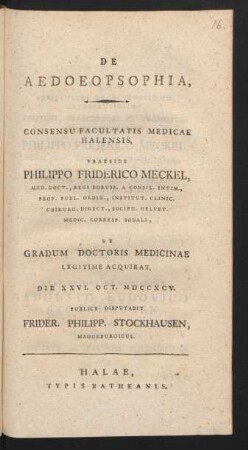 16.
DE
AEDOEOPSOPHIA,
CONSENSU FACULTATIS MEDICAE
HALENSIS,
PRAESIDE
PHILIPPO FRIDERICO MECKEL,
MED. DOCT., REGI BORUSS. A CONSIL. INTIM.,
PROF. PUBL. ORDIN., INSTITUT. CLINIC.
CHIRURG. DIRECT., SOCIET. HELVET.
MEDIC. CORRESP. SODALI,
UT
GRADUM DOCTORIS MEDICINAE
LEGITIME ACQUIRAT,
DIE XXVI. OCT. MDCCXCV.
PUBLICE DISPUTABIT
FRIDER. PHILIPP. STOCKHAUSEN,
MAGDEBURGICUS.
HALAE,
TYPIS BATHEANIS.